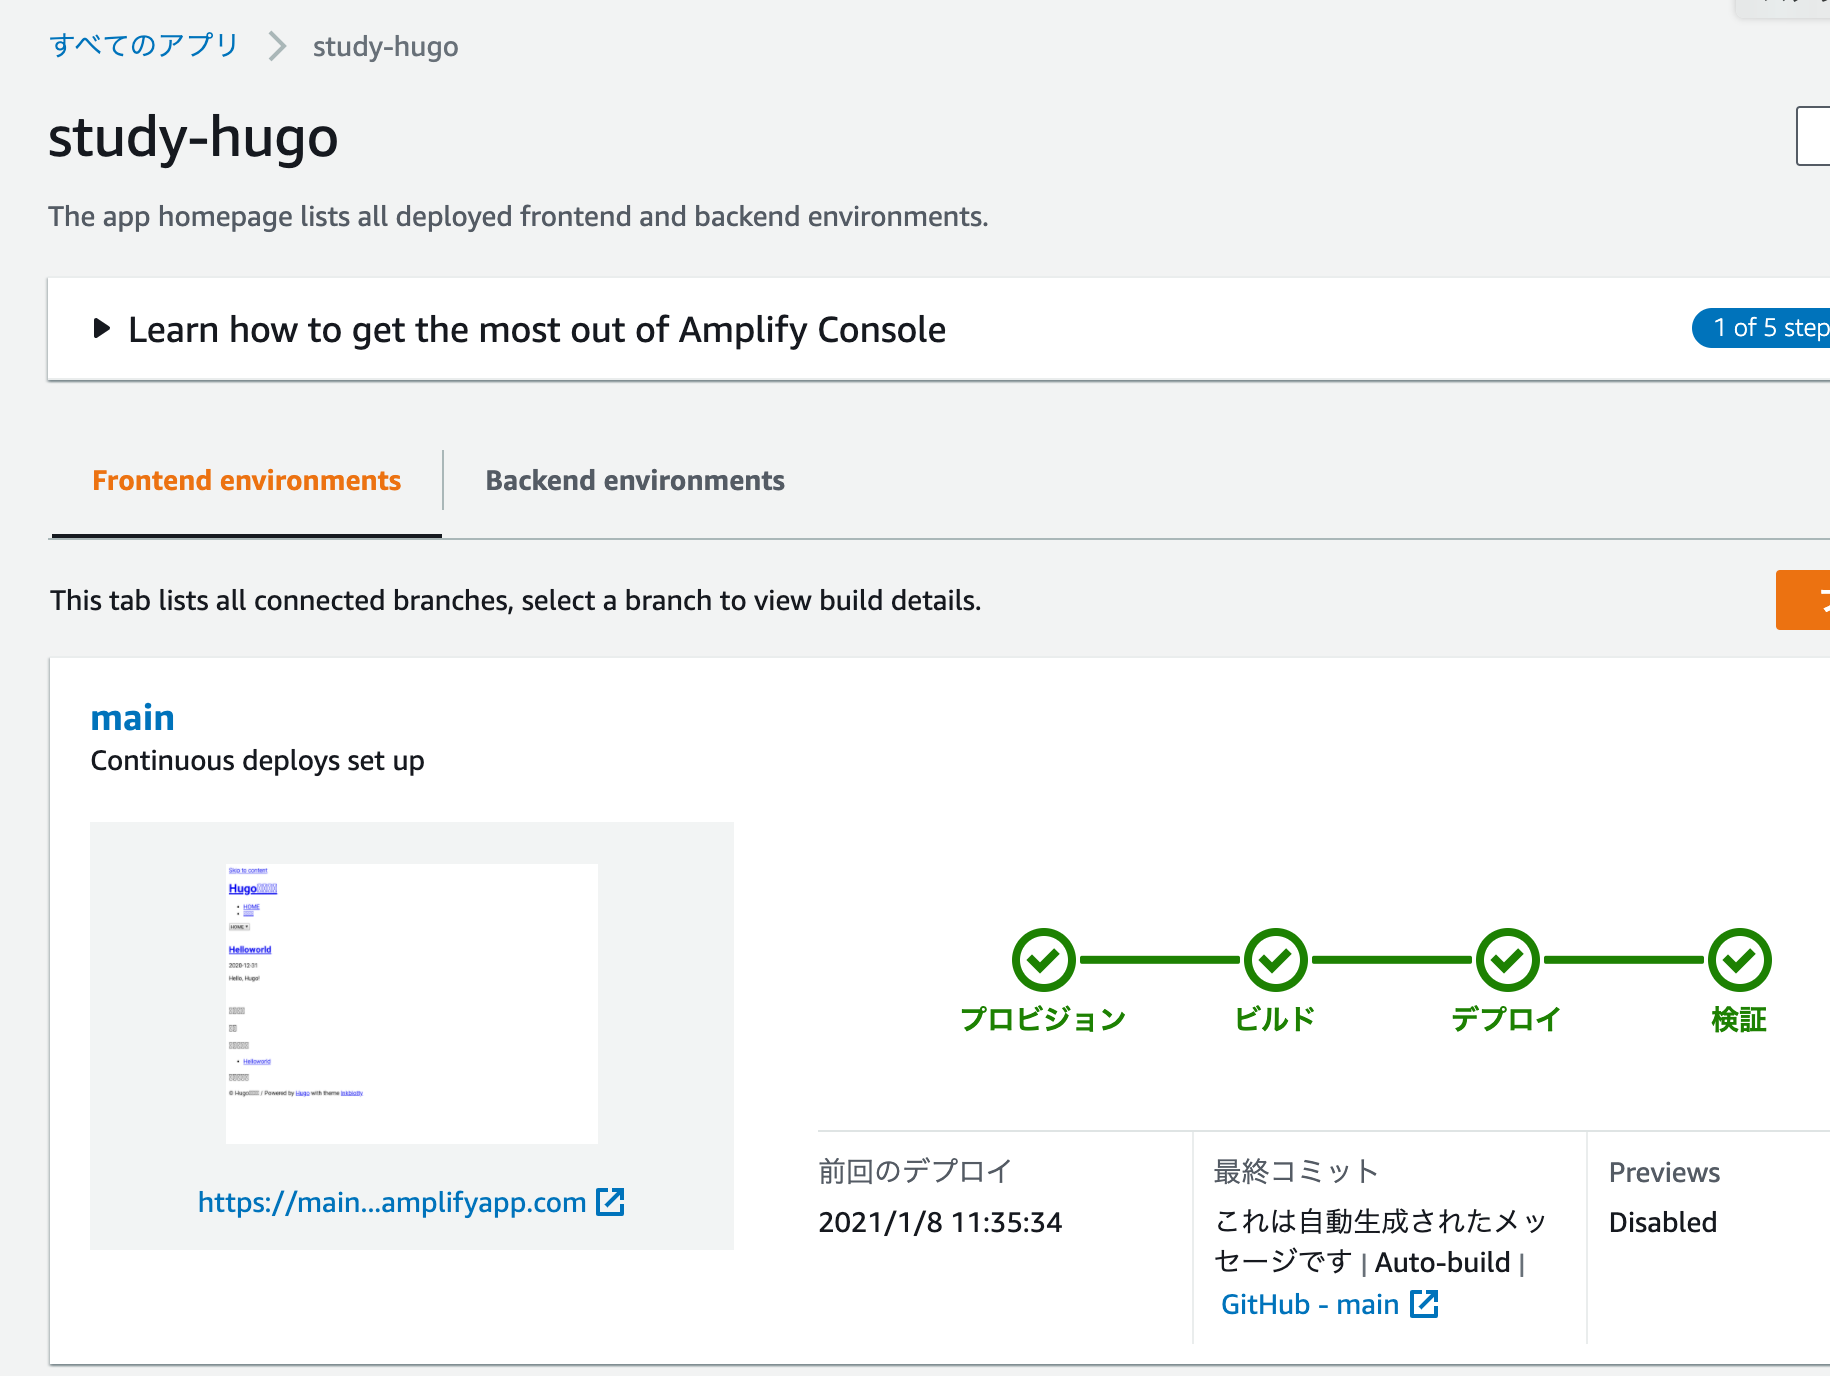 すべてのアプリ
study-hugo
study-hugo
The app homepage lists all deployed frontend and backend environments.
Learn how to get the most out of Amplify Console
1 of 5 step
Frontend environments
Backend environments
This tab lists all connected branches, select a branch to view build details.
main
Continuous deploys set up
Skip to content
Hugo
HOME
HOME
Helloworld
2020-12-31
Hello, Hugo!
Helloworld
© Hugo / Powered by Hugo with theme
https://main...amplifyapp.com
プロビジョン
ビルド
デプロイ
検証
前回のデプロイ
2021/1/8 11:35:34
最終コミット
これは自動生成されたメッ
セージです | Auto-build |
GitHub - main
Previews
Disabled